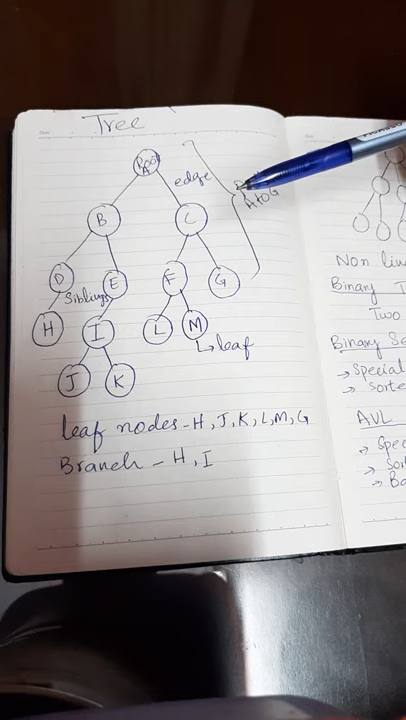 Tree
Root
A
edge
B
C
A to G
D
Siblings
E
F
G
H
I
L
M
leaf
J
K
leaf nodes - H, J, K, L, M, G
Branch - H, I
Non lin
Binary T
Two
Binary Se
→ Special
→ Sorte
AVL
→ Spec
→ Sor
→ Ba